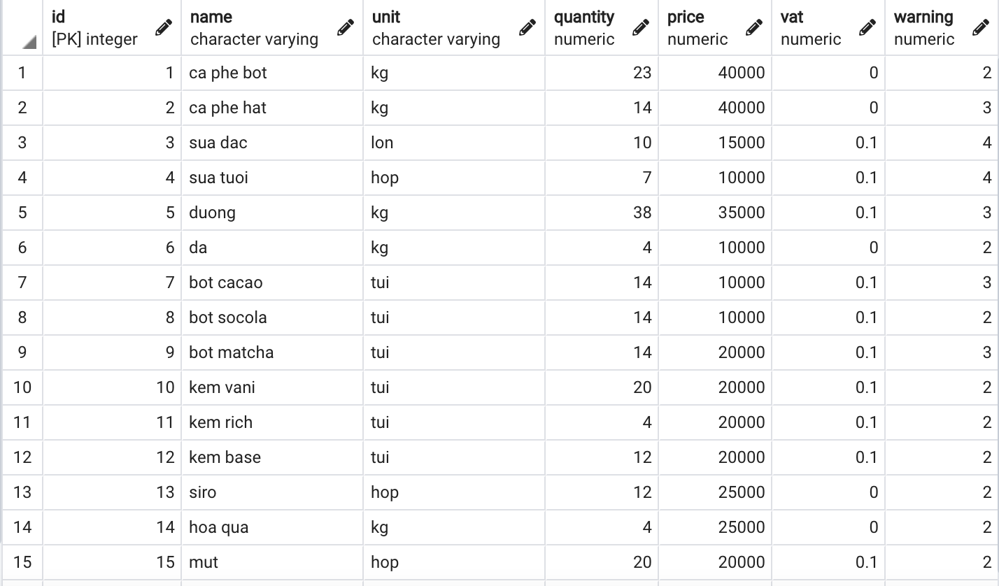 id name unit quantity price vat warning
[PK] integer character varying character varying numeric numeric numeric numeric
1 1 ca phe bot kg 23 40000 0 2
2 2 ca phe hat kg 14 40000 0 3
3 3 sua dac lon 10 15000 0.1 4
4 4 sua tuoi hop 7 10000 0.1 4
5 5 duong kg 38 35000 0.1 3
6 6 da kg 4 10000 0 2
7 7 bot cacao tui 14 10000 0.1 3
8 8 bot socola tui 14 10000 0.1 2
9 9 bot matcha tui 14 20000 0.1 3
10 10 kem vani tui 20 20000 0.1 2
11 11 kem rich tui 4 20000 0.1 2
12 12 kem base tui 12 20000 0.1 2
13 13 siro hop 12 25000 0 2
14 14 hoa qua kg 4 25000 0 2
15 15 mut hop 20 20000 0.1 2